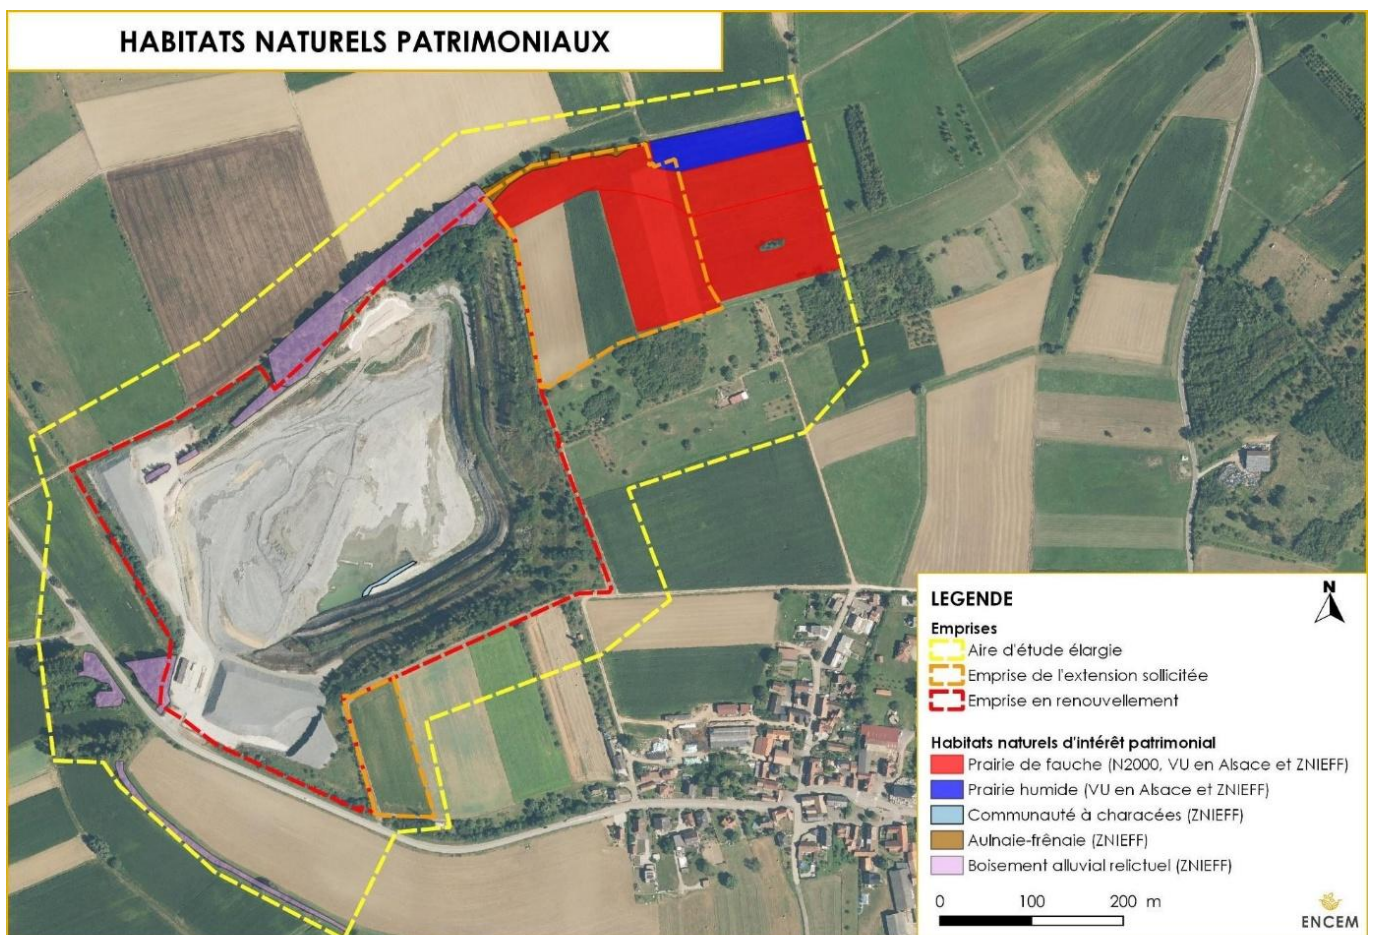 HABITATS NATURELS PATRIMONIAUX
N
LEGENDE
Emprises
Aire d'étude élargie
Emprise de l'extension sollicitée
Emprise en renouvellement
Habitats naturels d'intérêt patrimonial
Prairie de fauche (N2000, VU en Alsace et ZNIEFF)
Prairie humide (VU en Alsace et ZNIEFF)
Communauté à characées (ZNIEFF)
Aulnaie-frênaie (ZNIEFF)
Boisement alluvial relictuel (ZNIEFF)
0 100 200 m
ENCEM